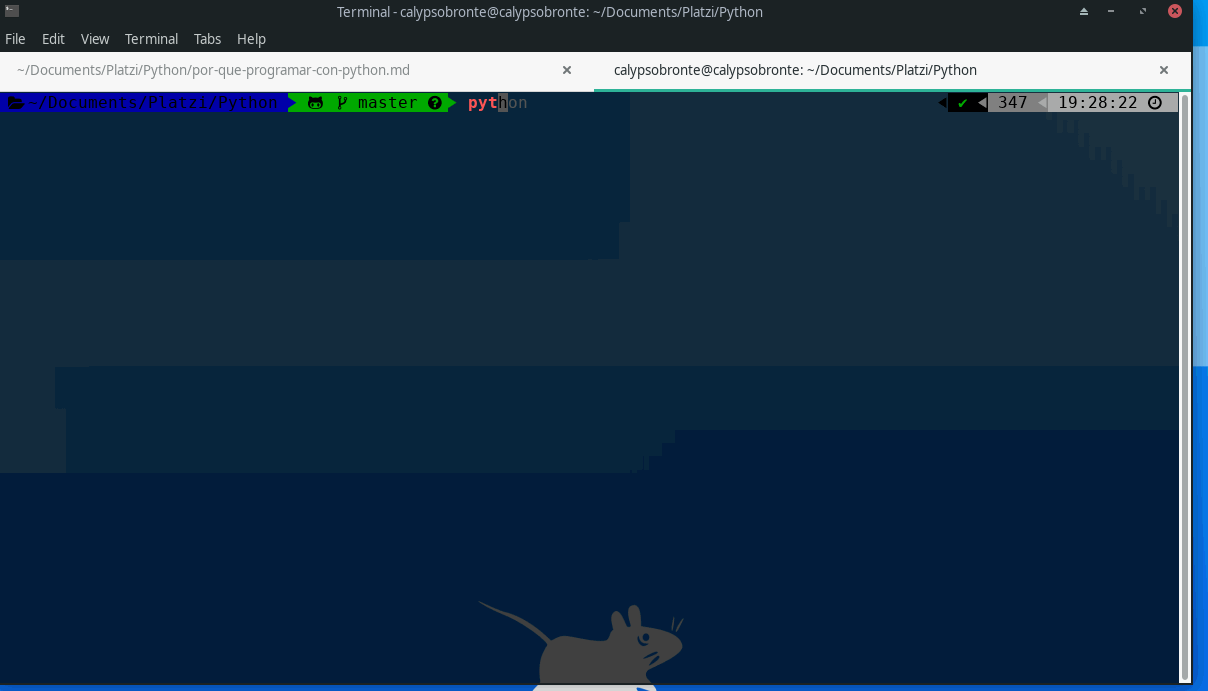 Terminal - calypsobronte@calypsobronte: ~/Documents/Platzi/Python
File Edit View Terminal Tabs Help
~/Documents/Platzi/Python/por-que-programar-con-python.md
calypsobronte@calypsobronte: ~/Documents/Platzi/Python
~/Documents/Platzi/Python master python 347 19:28:22